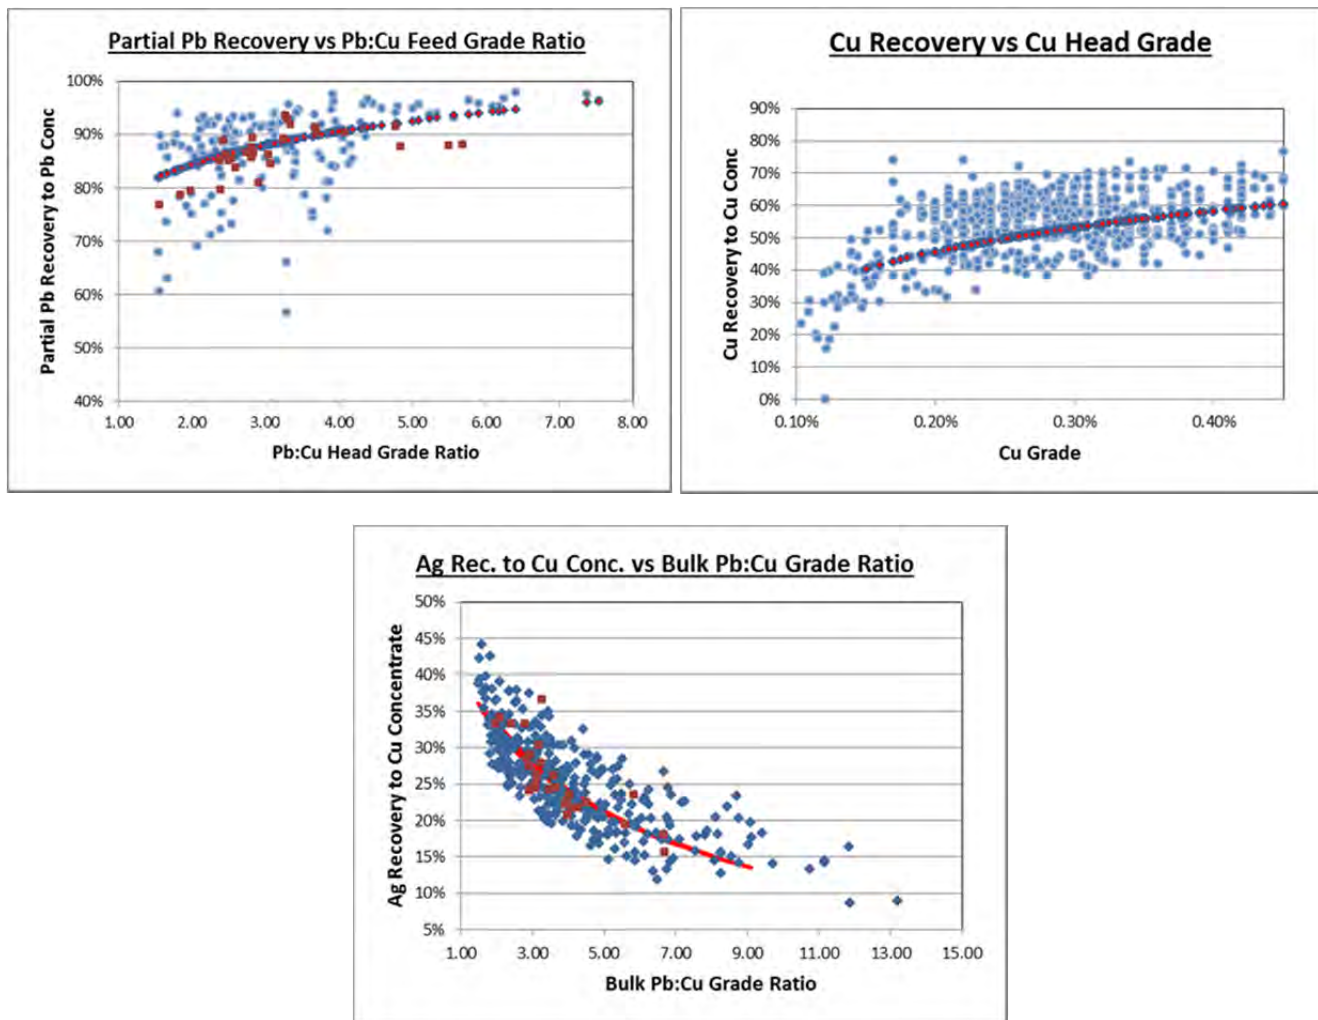 Partial Pb Recovery vs Pb:Cu Feed Grade Ratio
Partial Pb Recovery to Pb Conc
100%
90%
80%
70%
60%
50%
40%
1.00 2.00 3.00 4.00 5.00 6.00 7.00 8.00
Pb:Cu Head Grade Ratio
Cu Recovery vs Cu Head Grade
Cu Recovery to Cu Conc
90%
80%
70%
60%
50%
40%
30%
20%
10%
0%
0.10% 0.20% 0.30% 0.40%
Cu Grade
Ag Rec. to Cu Conc. vs Bulk Pb:Cu Grade Ratio
Ag Recovery to Cu Concentrate
50%
45%
40%
35%
30%
25%
20%
15%
10%
5%
1.00 3.00 5.00 7.00 9.00 11.00 13.00 15.00
Bulk Pb:Cu Grade Ratio